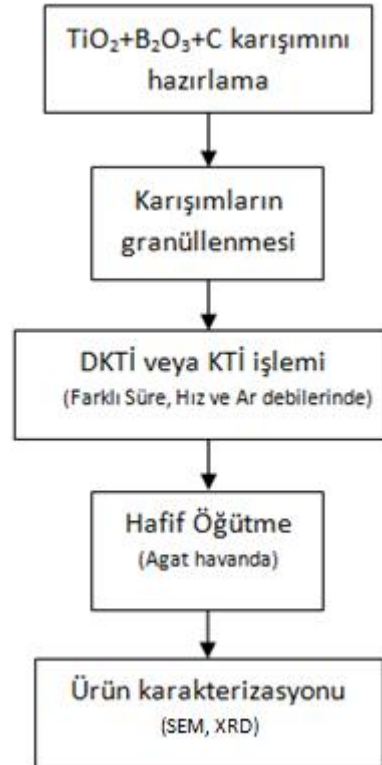 TiO₂+B₂O₃+C karışımını
hazırlama
Karışımların
granüllenmesi
DKTİ veya KTİ işlemi
(Farklı Süre, Hız ve Ar debilerinde)
Hafif Öğütme
(Agat havanda)
Ürün karakterizasyonu
(SEM, XRD)